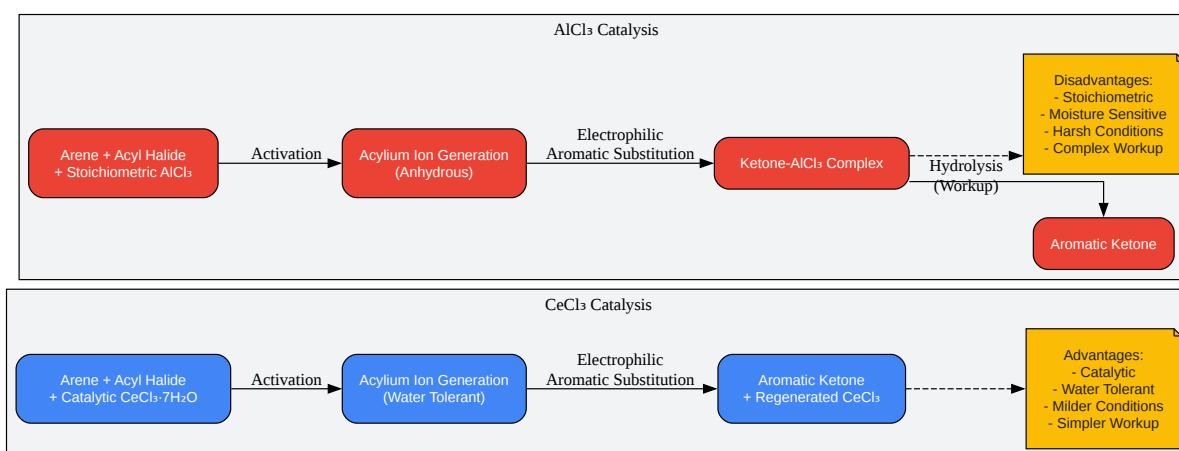 AlCl₃ Catalysis
Arene + Acyl Halide
+ Stoichiometric AlCl₃
Activation
Acylium Ion Generation
(Anhydrous)
Electrophilic
Aromatic Substitution
Ketone-AlCl₃ Complex
Hydrolysis
(Workup)
Disadvantages:
- Stoichiometric
- Moisture Sensitive
- Harsh Conditions
- Complex Workup
Aromatic Ketone
CeCl₃ Catalysis
Arene + Acyl Halide
+ Catalytic CeCl₃·7H₂O
Activation
Acylium Ion Generation
(Water Tolerant)
Electrophilic
Aromatic Substitution
Aromatic Ketone
+ Regenerated CeCl₃
Advantages:
- Catalytic
- Water Tolerant
- Milder Conditions
- Simpler Workup